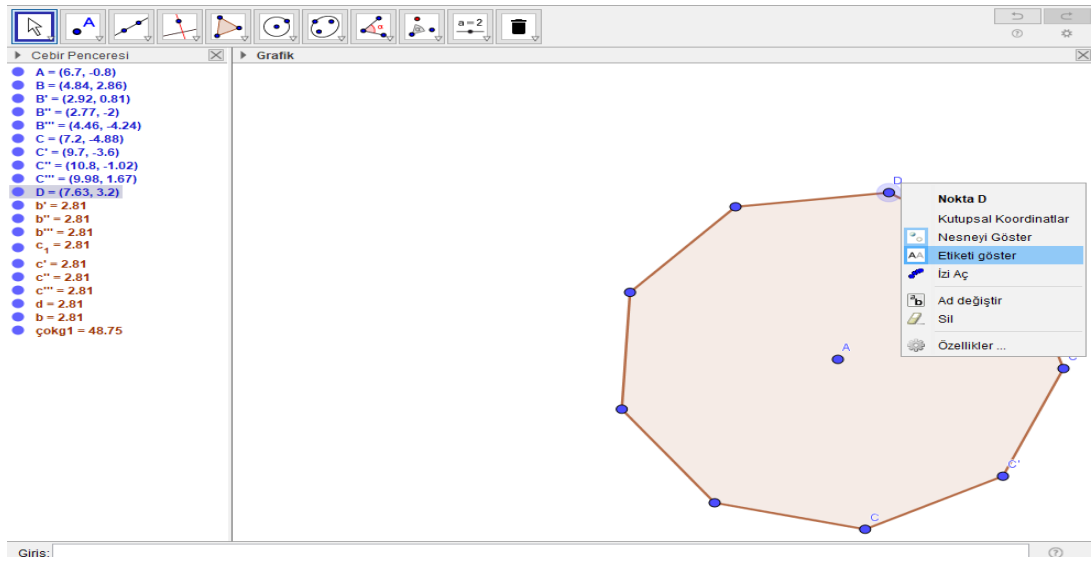 A
a=2
Cebir Penceresi
Grafik
A = (6.7, -0.8)
B = (4.84, 2.86)
B' = (2.92, 0.81)
B'' = (2.77, -2)
B''' = (4.46, -4.24)
C = (7.2, -4.88)
C' = (9.7, -3.6)
C'' = (10.8, -1.02)
C''' = (9.98, 1.67)
D = (7.63, 3.2)
b' = 2.81
b'' = 2.81
b''' = 2.81
c₁ = 2.81
c' = 2.81
c'' = 2.81
c''' = 2.81
d = 2.81
b = 2.81
çokg1 = 48.75
D
Nokta D
Kutupsal Koordinatlar
Nesneyi Göster
AA Etiketi göster
İzi Aç
ab Ad değiştir
Sil
Özellikler ...
A
C'
C
Giriş: